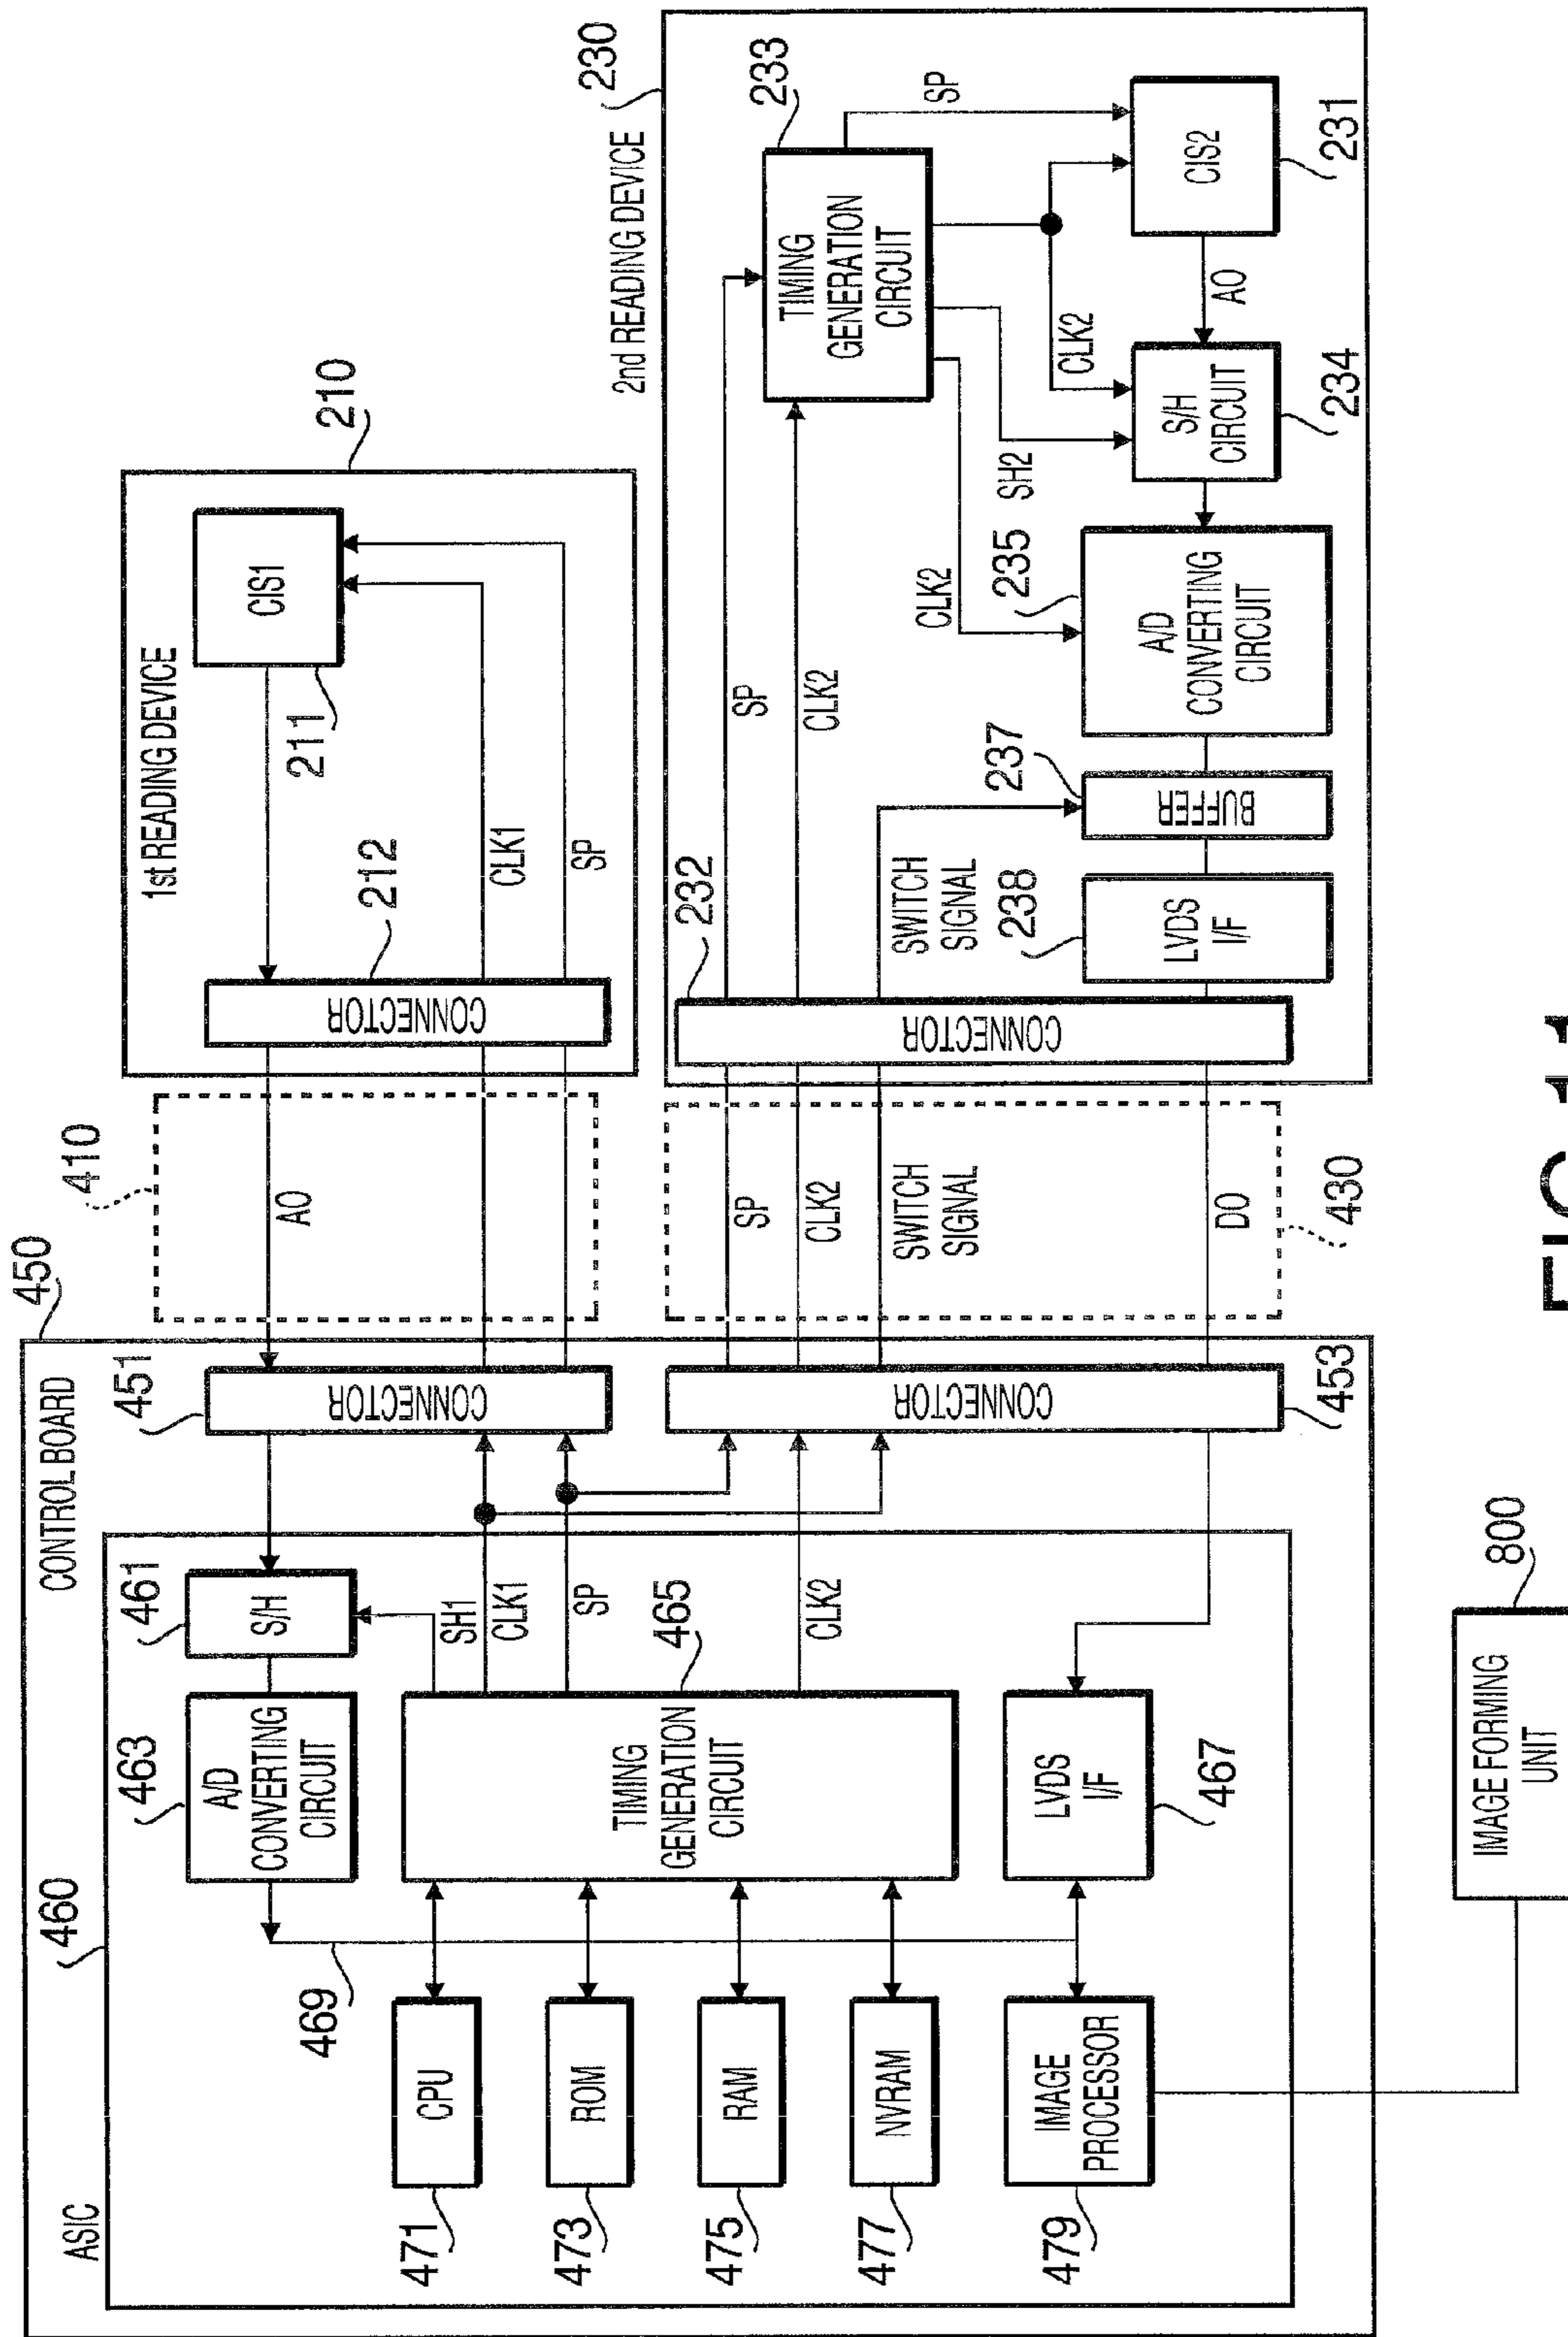 450
CONTROL BOARD
460
ASIC
463
A/D
CONVERTING
CIRCUIT
461
S/H
451
CONNECTOR
469
SH1
CLK1
SP
465
TIMING
GENERATION
CIRCUIT
CLK2
471
CPU
473
ROM
475
RAM
477
NVRAM
479
IMAGE
PROCESSOR
LVDS
I/F
467
CONNECTOR
453
IMAGE FORMING
UNIT
800
410
AO
SP
CLK2
SWITCH
SIGNAL
DO
430
210
1st READING DEVICE
CIS1
211
212
CONNECTOR
CLK1
SP
230
2nd READING DEVICE
232
CONNECTOR
SP
CLK2
SWITCH
SIGNAL
233
TIMING
GENERATION
CIRCUIT
SP
CLK2
SH2
CLK2
CIS2
231
AO
S/H
CIRCUIT
234
235
A/D
CONVERTING
CIRCUIT
237
BUFFER
238
LVDS
I/F